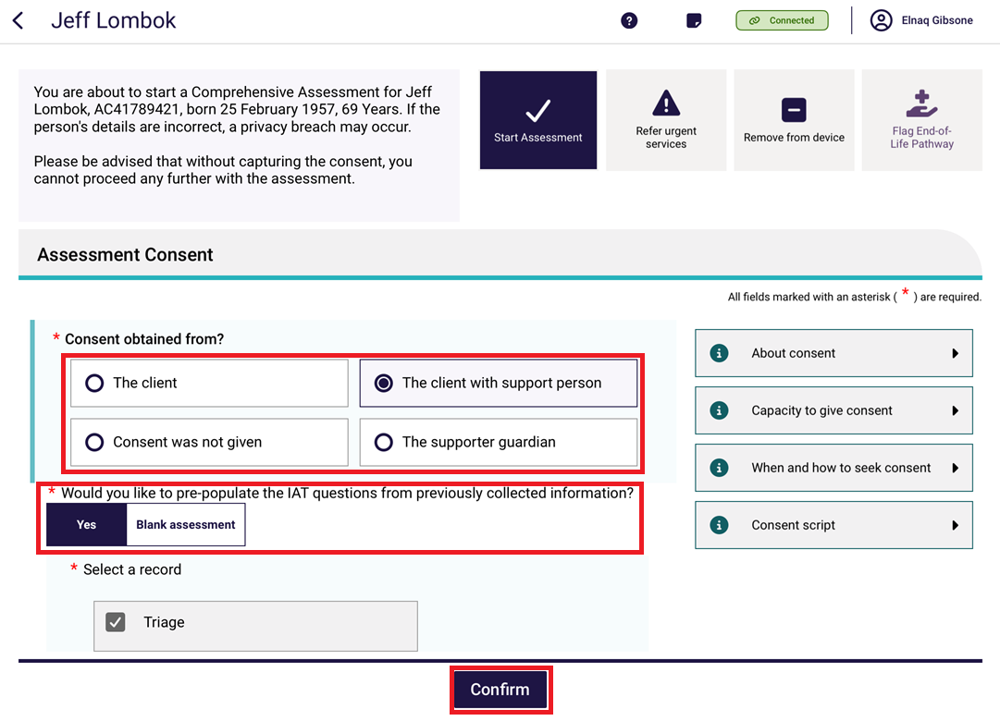 Jeff Lombok
?
Connected
Elnaq Gibsone
You are about to start a Comprehensive Assessment for Jeff
Lombok, AC41789421, born 25 February 1957, 69 Years. If the
person's details are incorrect, a privacy breach may occur.
Please be advised that without capturing the consent, you
cannot proceed any further with the assessment.
Start Assessment
Refer urgent
services
Remove from device
Flag End-of-
Life Pathway
Assessment Consent
All fields marked with an asterisk ( * ) are required.
* Consent obtained from?
The client
The client with support person
Consent was not given
The supporter guardian
About consent
Capacity to give consent
When and how to seek consent
Consent script
* Would you like to pre-populate the IAT questions from previously collected information?
Yes
Blank assessment
* Select a record
Triage
Confirm